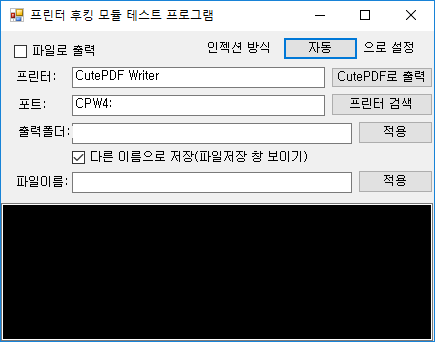 프린터 후킹 모듈 테스트 프로그램
파일로 출력 인젝션 방식 자동 으로 설정
프린터: CutePDF Writer CutePDF로 출력
포트: CPW4: 프린터 검색
출력폴더: 적용
다른 이름으로 저장(파일저장 창 보이기)
파일이름: 적용